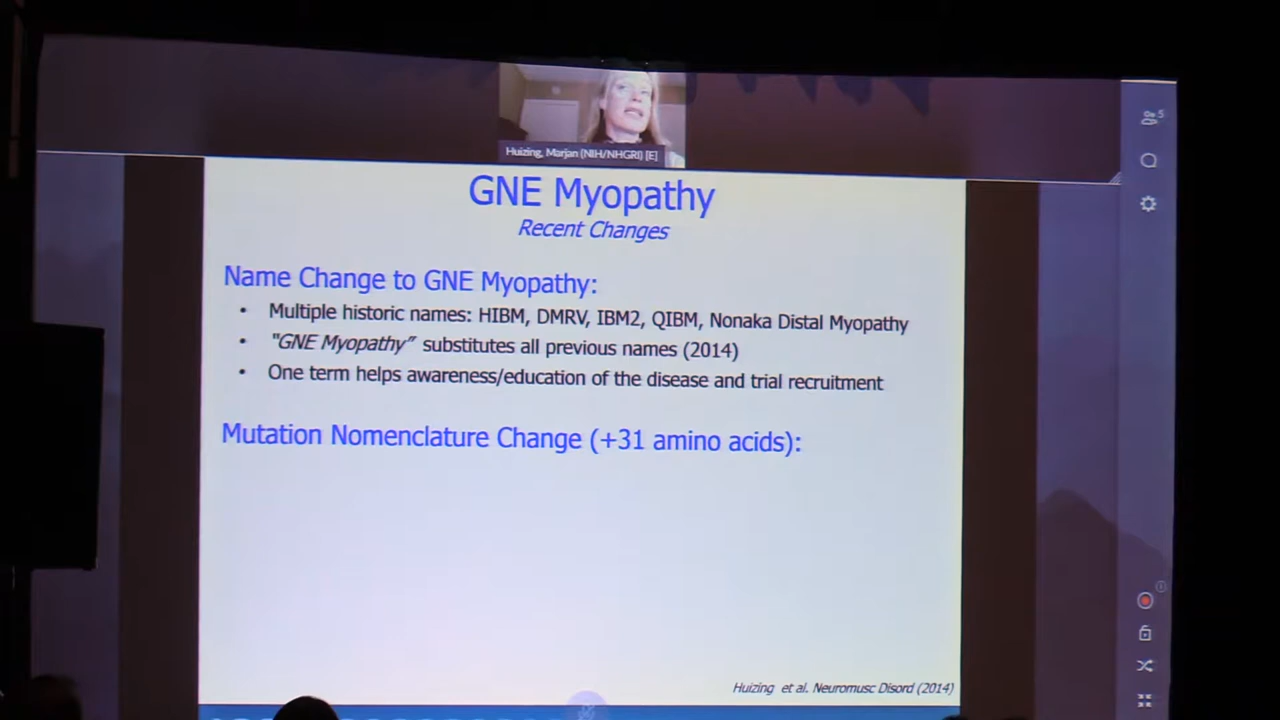 5
Huizing, Marjan (NIH/NHGRI) [E]
GNE Myopathy
Recent Changes
Name Change to GNE Myopathy:
• Multiple historic names: HIBM, DMRV, IBM2, QIBM, Nonaka Distal Myopathy
• "GNE Myopathy" substitutes all previous names (2014)
• One term helps awareness/education of the disease and trial recruitment
Mutation Nomenclature Change (+31 amino acids):
Huizing et al. Neuromusc Disord (2014)